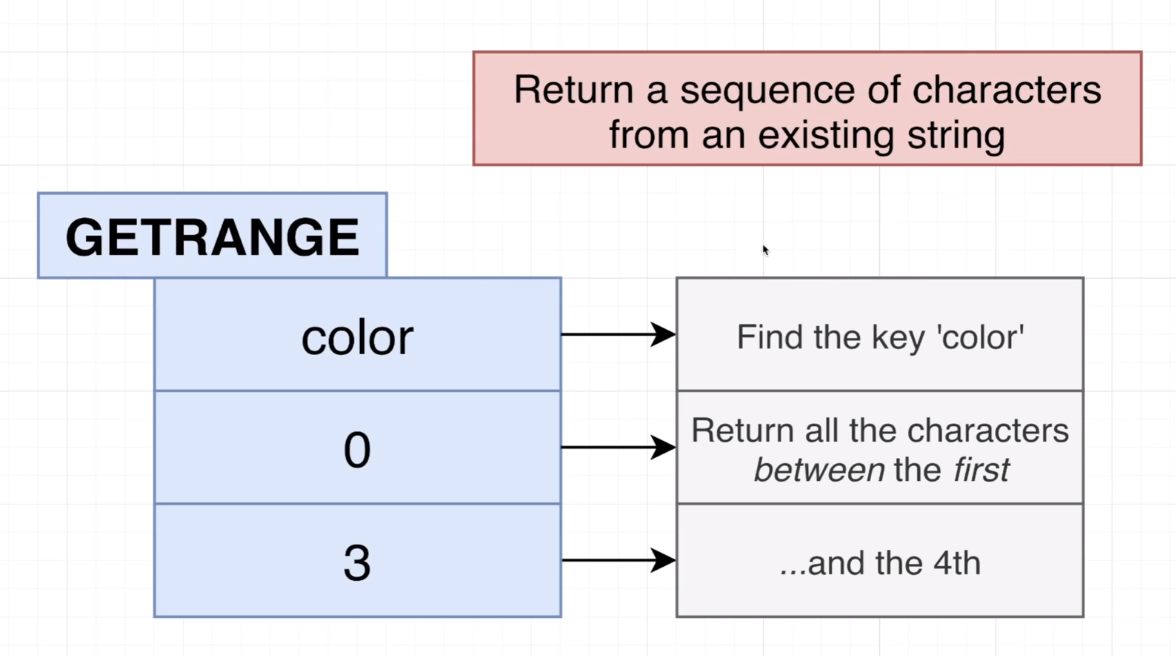 Return a sequence of characters
from an existing string
GETRANGE
color
Find the key 'color'
0
Return all the characters
between the first
3
...and the 4th